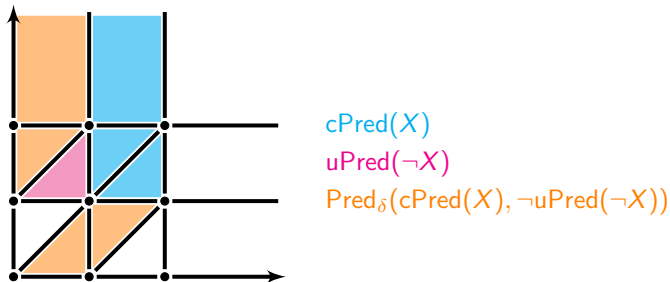 cPred(X)
uPred(¬X)
Pred_δ(cPred(X), ¬uPred(¬X))